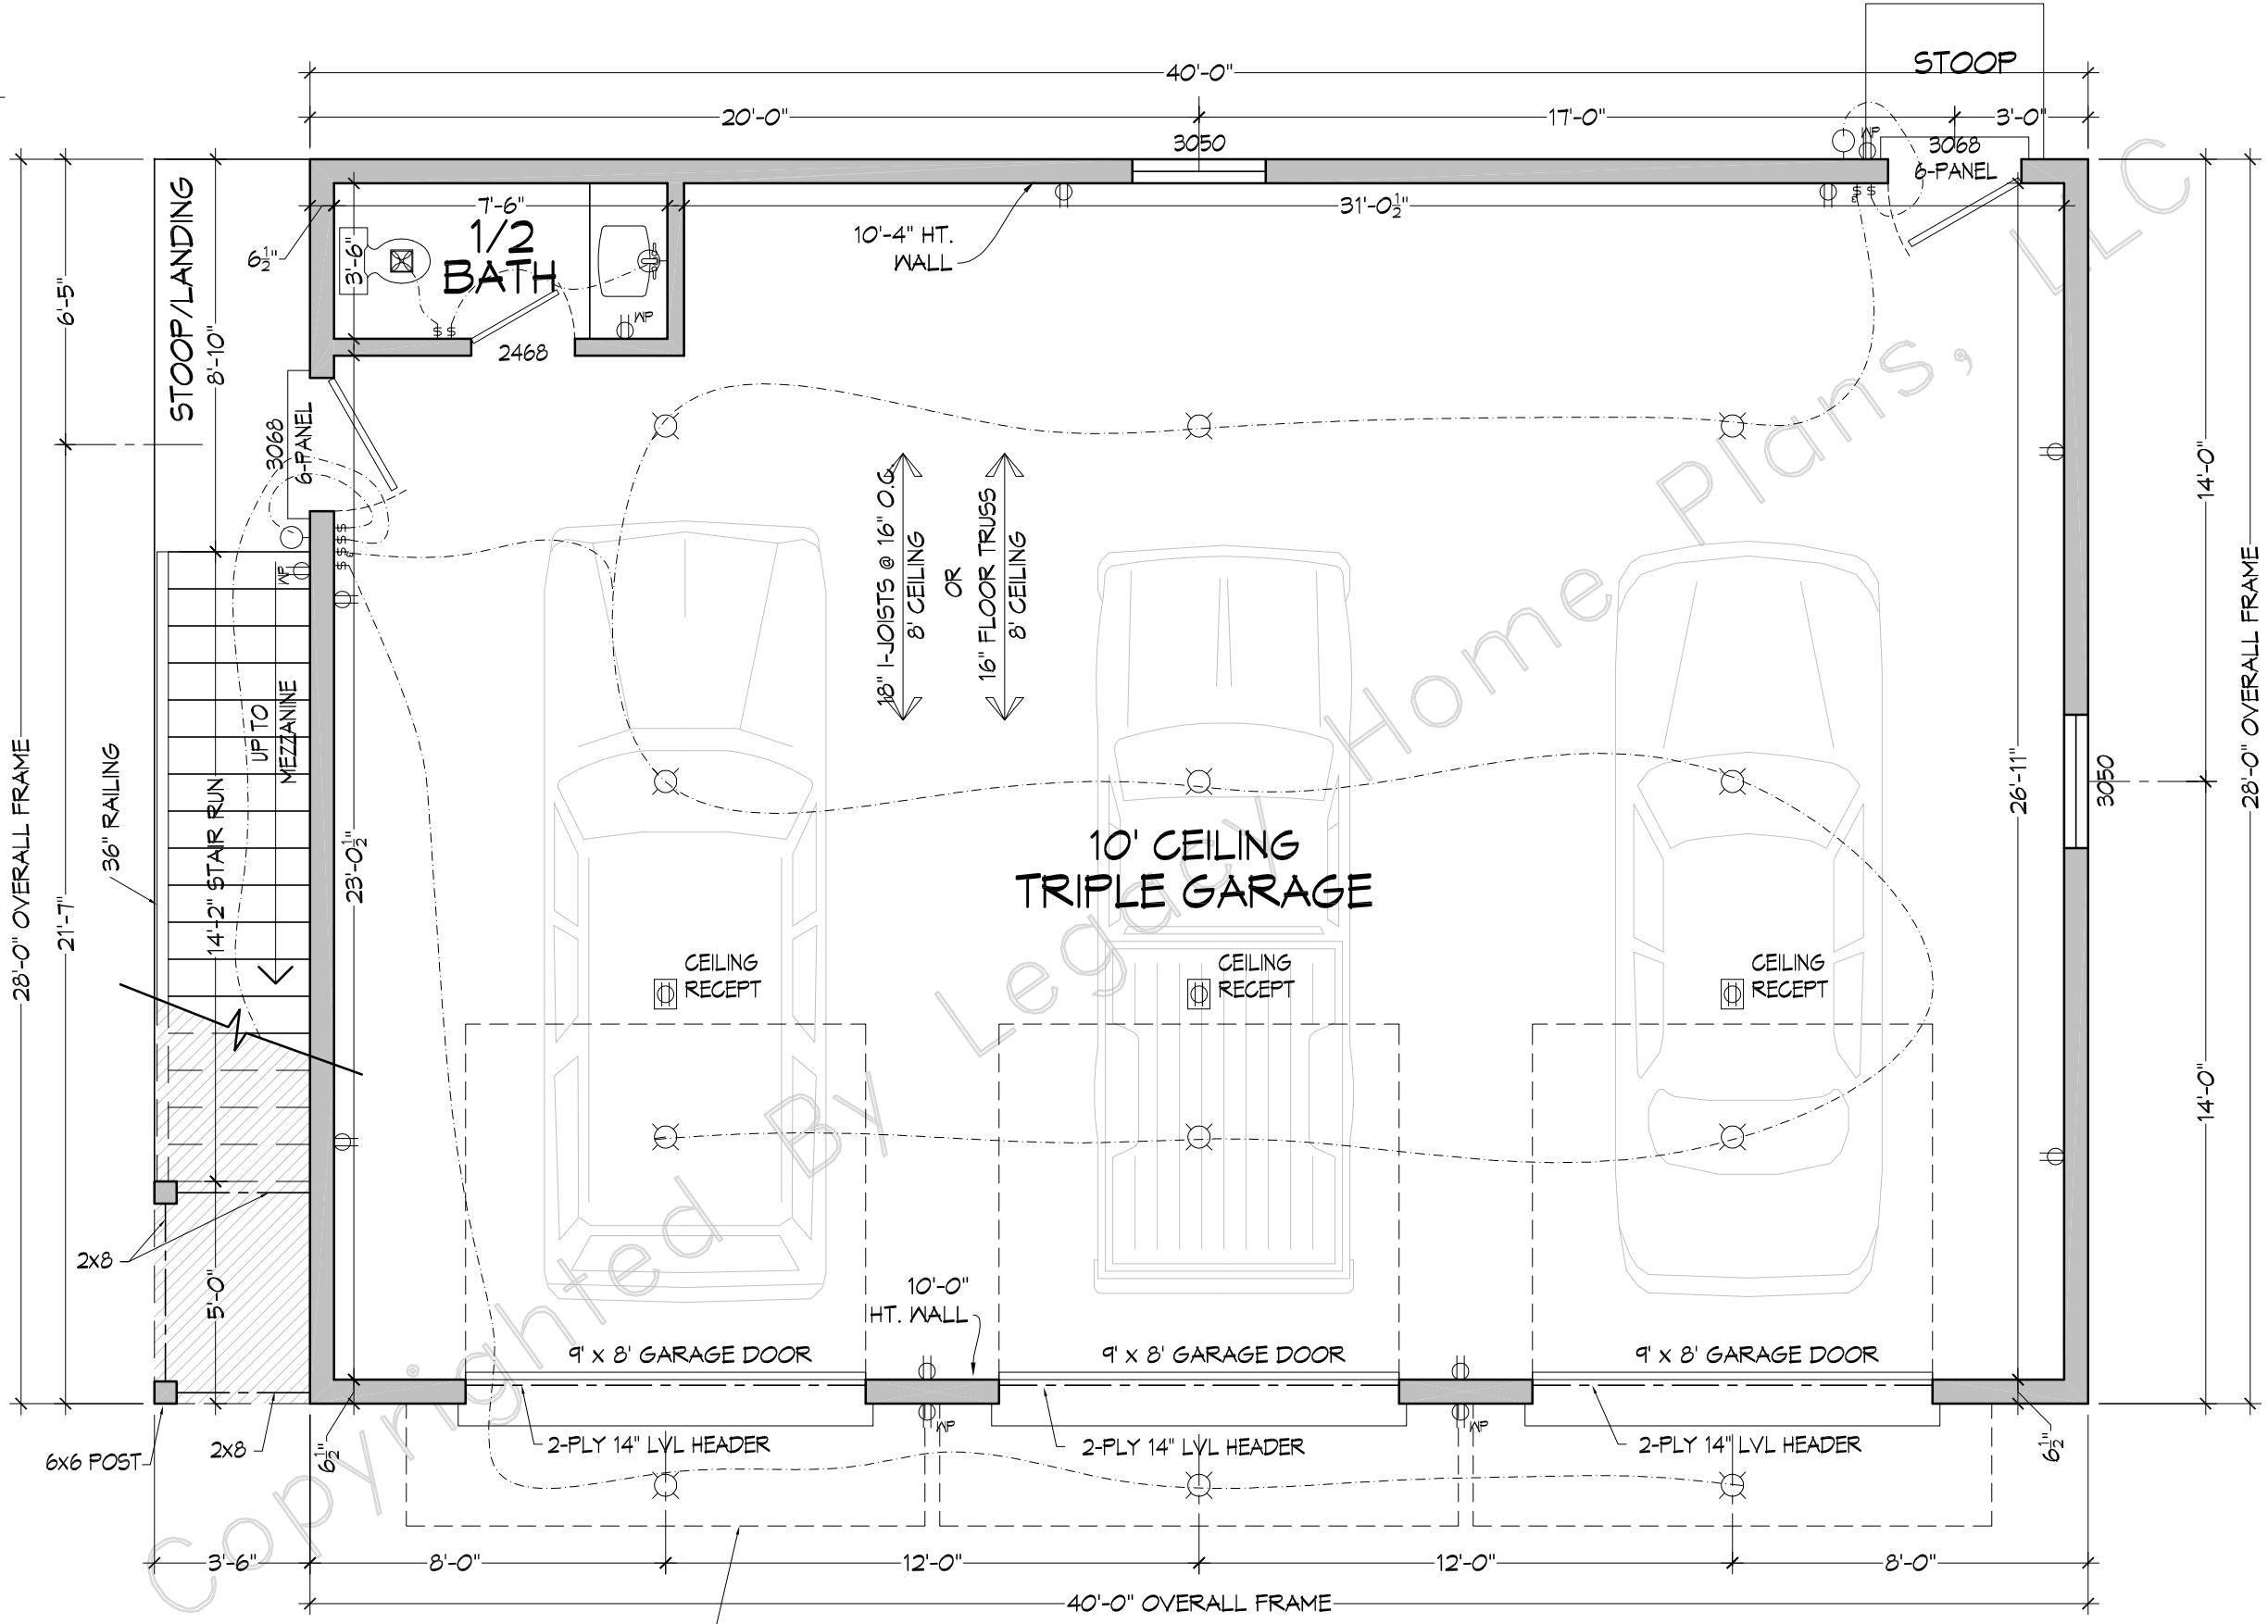 STOOP
40'-0"
20'-0"
17'-0"
3'-0"
3050
WP
3068
6-PANEL
7'-6"
31'-0½"
6½"
3'-6"
1/2
BATH
10'-4" HT.
WALL
STOOP/LANDING
8'-10"
6'-5"
S S
WP
2468
S S
3
3068
6-PANEL
S
S
S 3
S
WP
18" I-JOISTS @ 16" O.C.
8' CEILING
OR
16" FLOOR TRUSS
8' CEILING
14'-0"
28'-0" OVERALL FRAME
28'-0" OVERALL FRAME
36" RAILING
UP TO
MEZZANINE
14'-2" STAIR RUN
21'-7"
23'-0½"
26'-11"
3050
10' CEILING
TRIPLE GARAGE
CEILING
RECEPT
CEILING
RECEPT
CEILING
RECEPT
14'-0"
2x8
5'-0"
10'-0"
HT. WALL
9' x 8' GARAGE DOOR
9' x 8' GARAGE DOOR
9' x 8' GARAGE DOOR
WP
WP
6x6 POST
2x8
6½"
2-PLY 14" LVL HEADER
2-PLY 14" LVL HEADER
2-PLY 14" LVL HEADER
6½"
3'-6"
8'-0"
12'-0"
12'-0"
8'-0"
40'-0" OVERALL FRAME
Copyrighted By Legacy Home Plans, LLC